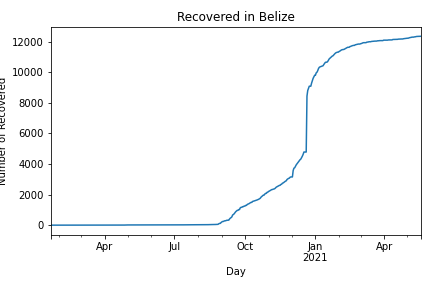 Recovered in Belize
12000
10000
8000
6000
4000
2000
0
Number of Recovered
Apr
Jul
Oct
Jan
2021
Apr
Day